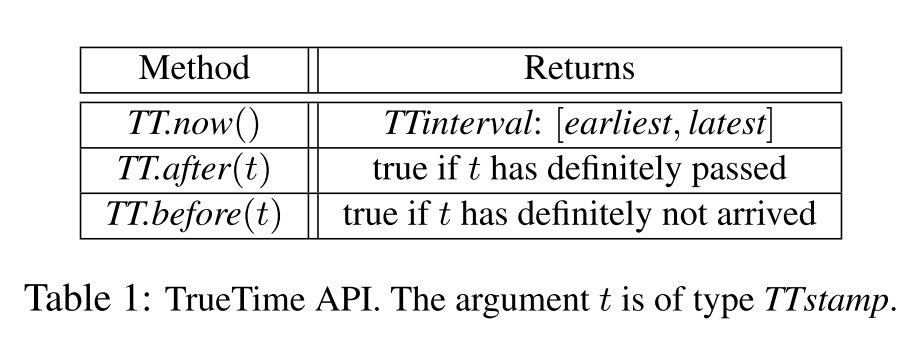 Method Returns
TT.now() TTinterval: [earliest, latest]
TT.after(t) true if t has definitely passed
TT.before(t) true if t has definitely not arrived
Table 1: TrueTime API. The argument t is of type TTstamp.